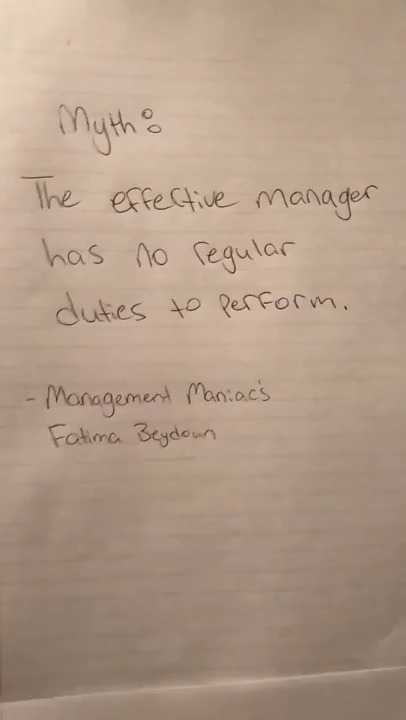 Myth:
The effective manager
has no regular
duties to perform.
- Management Maniac's
Fatima Beydoun